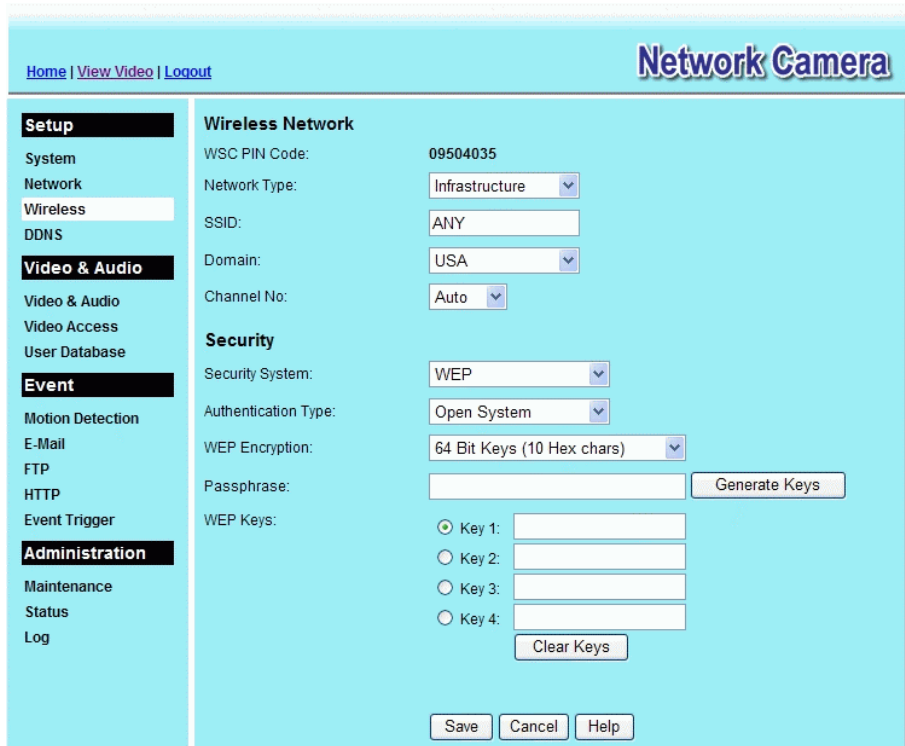 Home | View Video | Logout
Network Camera
Setup
System
Network
Wireless
DDNS
Video & Audio
Video & Audio
Video Access
User Database
Event
Motion Detection
E-Mail
FTP
HTTP
Event Trigger
Administration
Maintenance
Status
Log
Wireless Network
WSC PIN Code: 09504035
Network Type: Infrastructure
SSID: ANY
Domain: USA
Channel No: Auto
Security
Security System: WEP
Authentication Type: Open System
WEP Encryption: 64 Bit Keys (10 Hex chars)
Passphrase: Generate Keys
WEP Keys: Key 1:
Key 2:
Key 3:
Key 4:
Clear Keys
Save Cancel Help